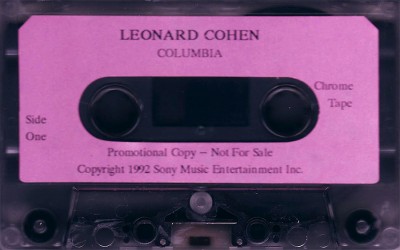 LEONARD COHEN
COLUMBIA
Chrome
Tape
Side
One
Promotional Copy -- Not For Sale
Copyright 1992 Sony Music Entertainment Inc.